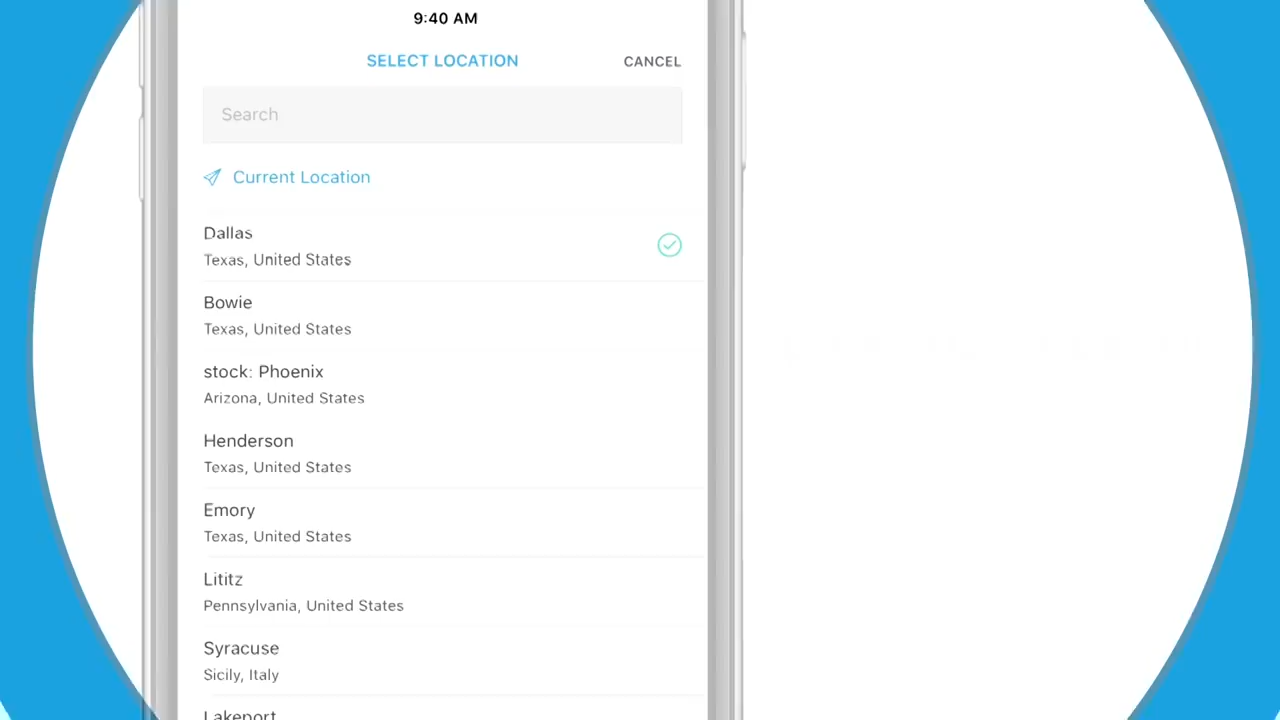 9:40 AM
SELECT LOCATION
CANCEL
Search
Current Location
Dallas
Texas, United States
Bowie
Texas, United States
stock: Phoenix
Arizona, United States
Henderson
Texas, United States
Emory
Texas, United States
Lititz
Pennsylvania, United States
Syracuse
Sicily, Italy
Lakeport